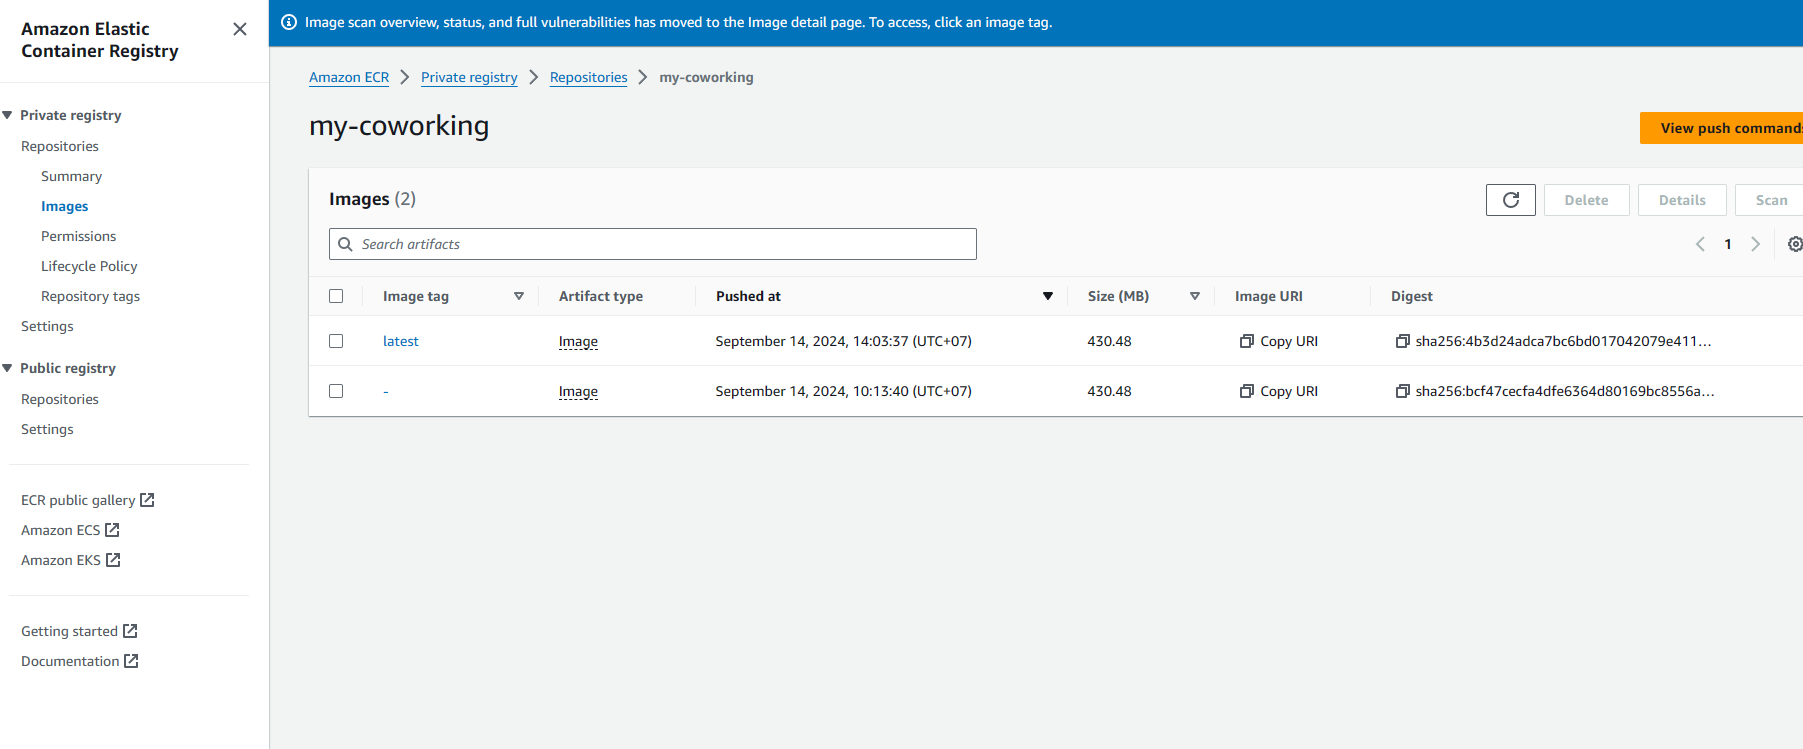 Amazon Elastic
Container Registry
Private registry
Repositories
Summary
Images
Permissions
Lifecycle Policy
Repository tags
Settings
Public registry
Repositories
Settings
ECR public gallery
Amazon ECS
Amazon EKS
Getting started
Documentation
Image scan overview, status, and full vulnerabilities has moved to the Image detail page. To access, click an image tag.
Amazon ECR > Private registry > Repositories > my-coworking
my-coworking
View push commands
Images (2)
Delete Details Scan
Search artifacts
1
Image tag Artifact type Pushed at Size (MB) Image URI Digest
latest Image September 14, 2024, 14:03:37 (UTC+07) 430.48 Copy URI sha256:4b3d24adca7bc6bd017042079e411...
- Image September 14, 2024, 10:13:40 (UTC+07) 430.48 Copy URI sha256:bcf47cecfa4dfe6364d80169bc8556a...